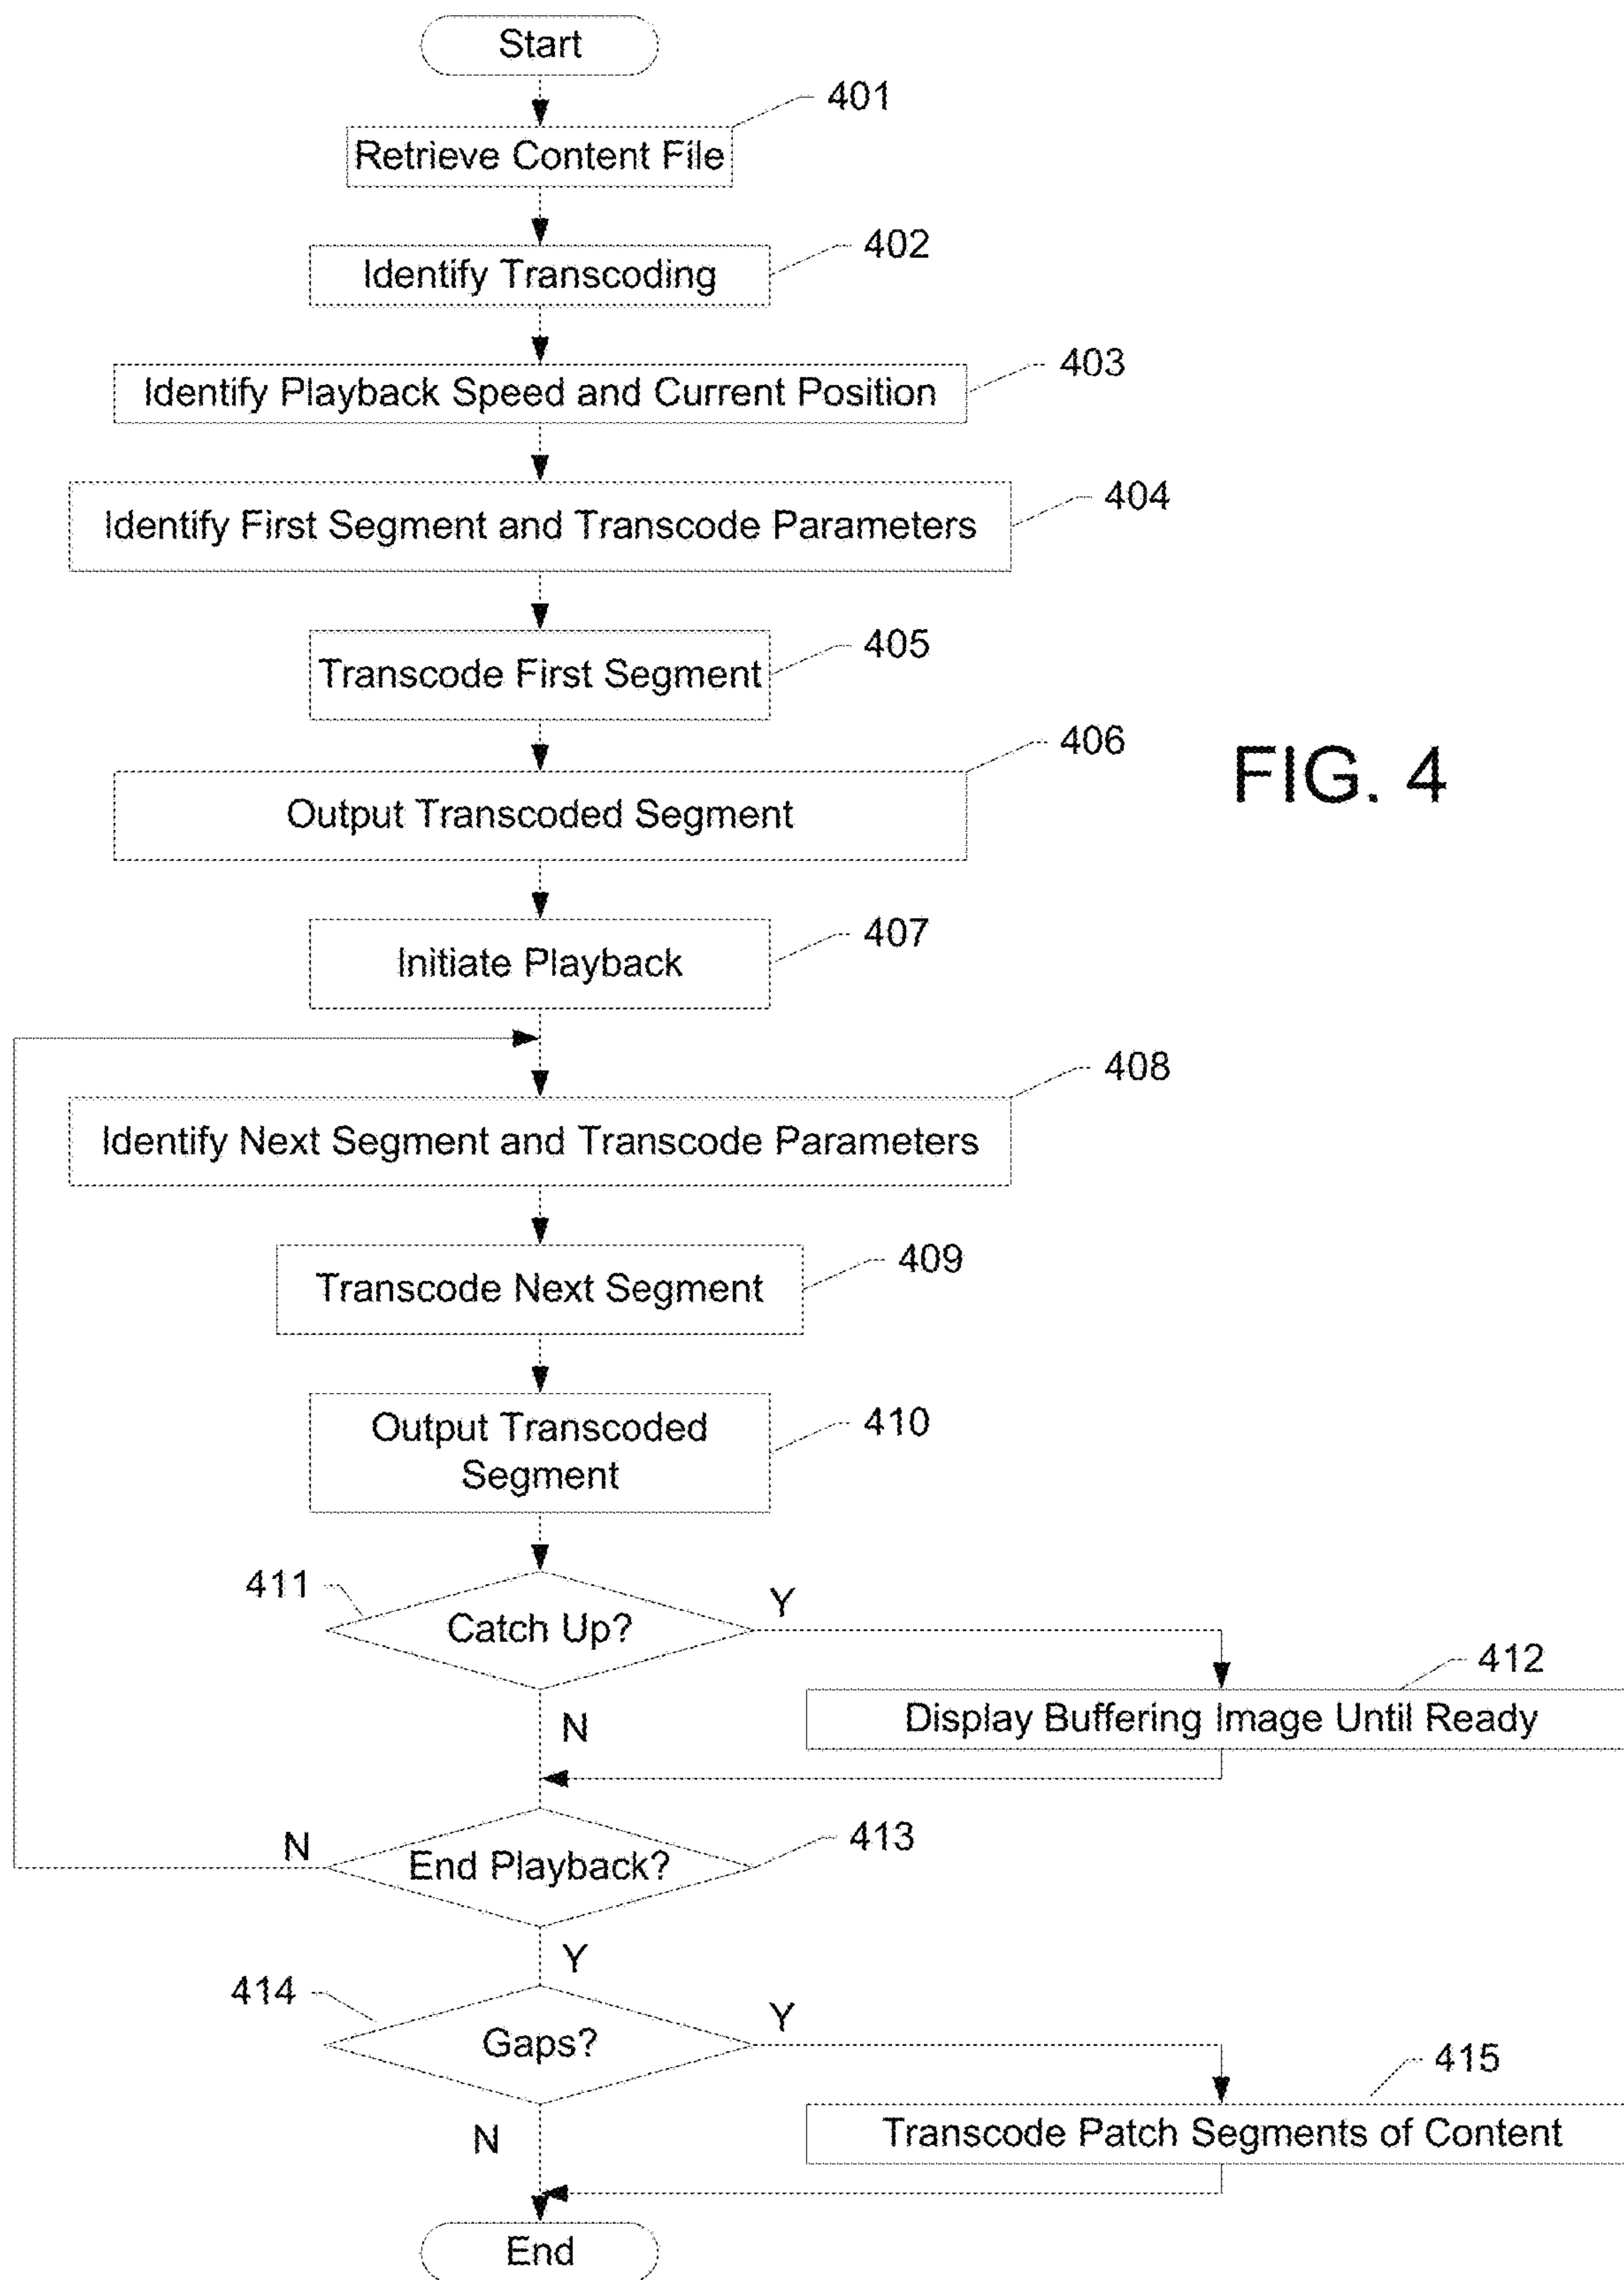 Start
401
Retrieve Content File
402
Identify Transcoding
403
Identify Playback Speed and Current Position
404
Identify First Segment and Transcode Parameters
405
Transcode First Segment
406
Output Transcoded Segment
FIG. 4
407
Initiate Playback
408
Identify Next Segment and Transcode Parameters
409
Transcode Next Segment
410
Output Transcoded
Segment
411
Catch Up?
Y
412
Display Buffering Image Until Ready
N
413
N
End Playback?
Y
414
Gaps?
Y
415
Transcode Patch Segments of Content
N
End